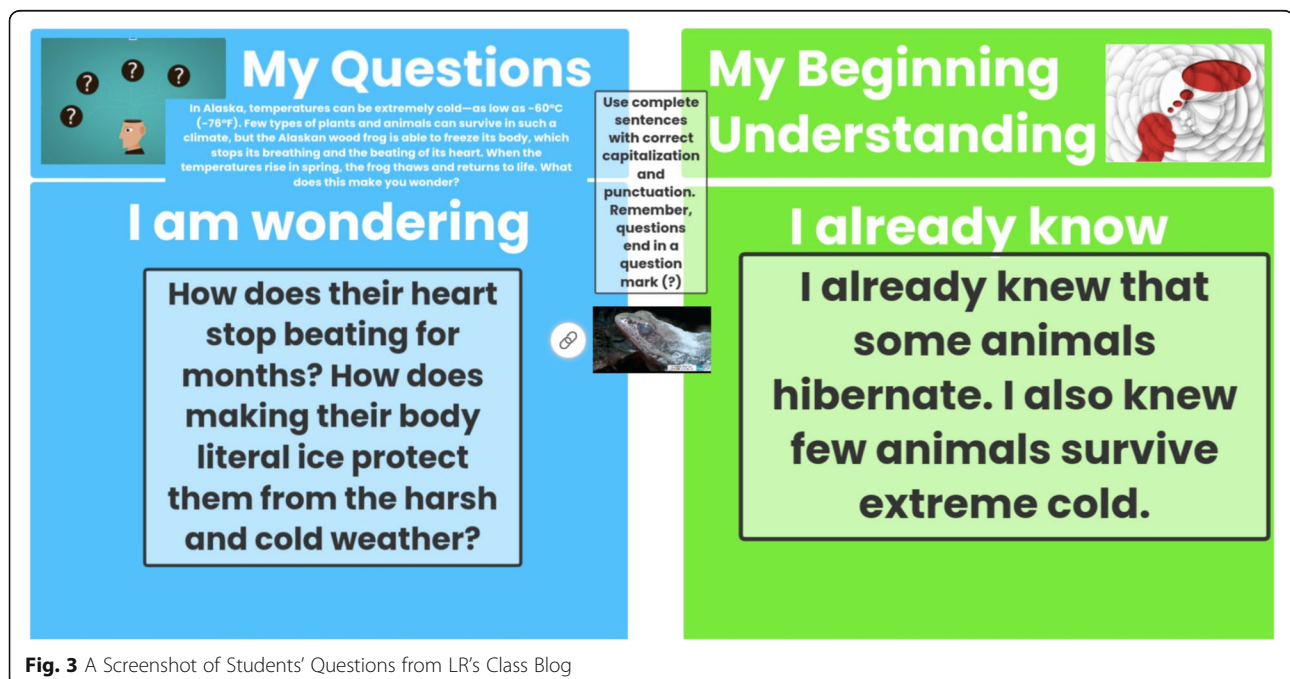 My Questions
In Alaska, temperatures can be extremely cold—as low as -60°C
(-76°F). Few types of plants and animals can survive in such a
climate, but the Alaskan wood frog is able to freeze its body, which
stops its breathing and the beating of its heart. When the
temperatures rise in spring, the frog thaws and returns to life. What
does this make you wonder?
I am wondering
How does their heart
stop beating for
months? How does
making their body
literal ice protect
them from the harsh
and cold weather?
Use complete
sentences
with correct
capitalization
and
punctuation.
Remember,
questions
end in a
question
mark (?)
My Beginning
Understanding
I already know
I already knew that
some animals
hibernate. I also knew
few animals survive
extreme cold.
Fig. 3 A Screenshot of Students' Questions from LR's Class Blog